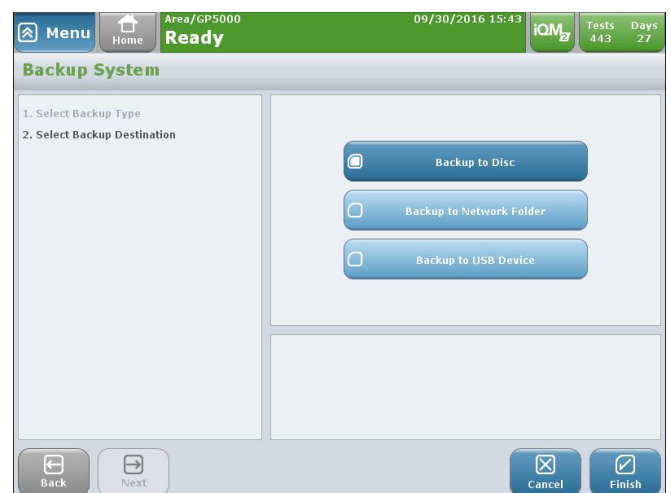 Menu
Home
Area/GP5000 09/30/2016 15:43
Ready
iQM2
Tests Days
443 27
Backup System
1. Select Backup Type
2. Select Backup Destination
Backup to Disc
Backup to Network Folder
Backup to USB Device
Back
Next
Cancel
Finish